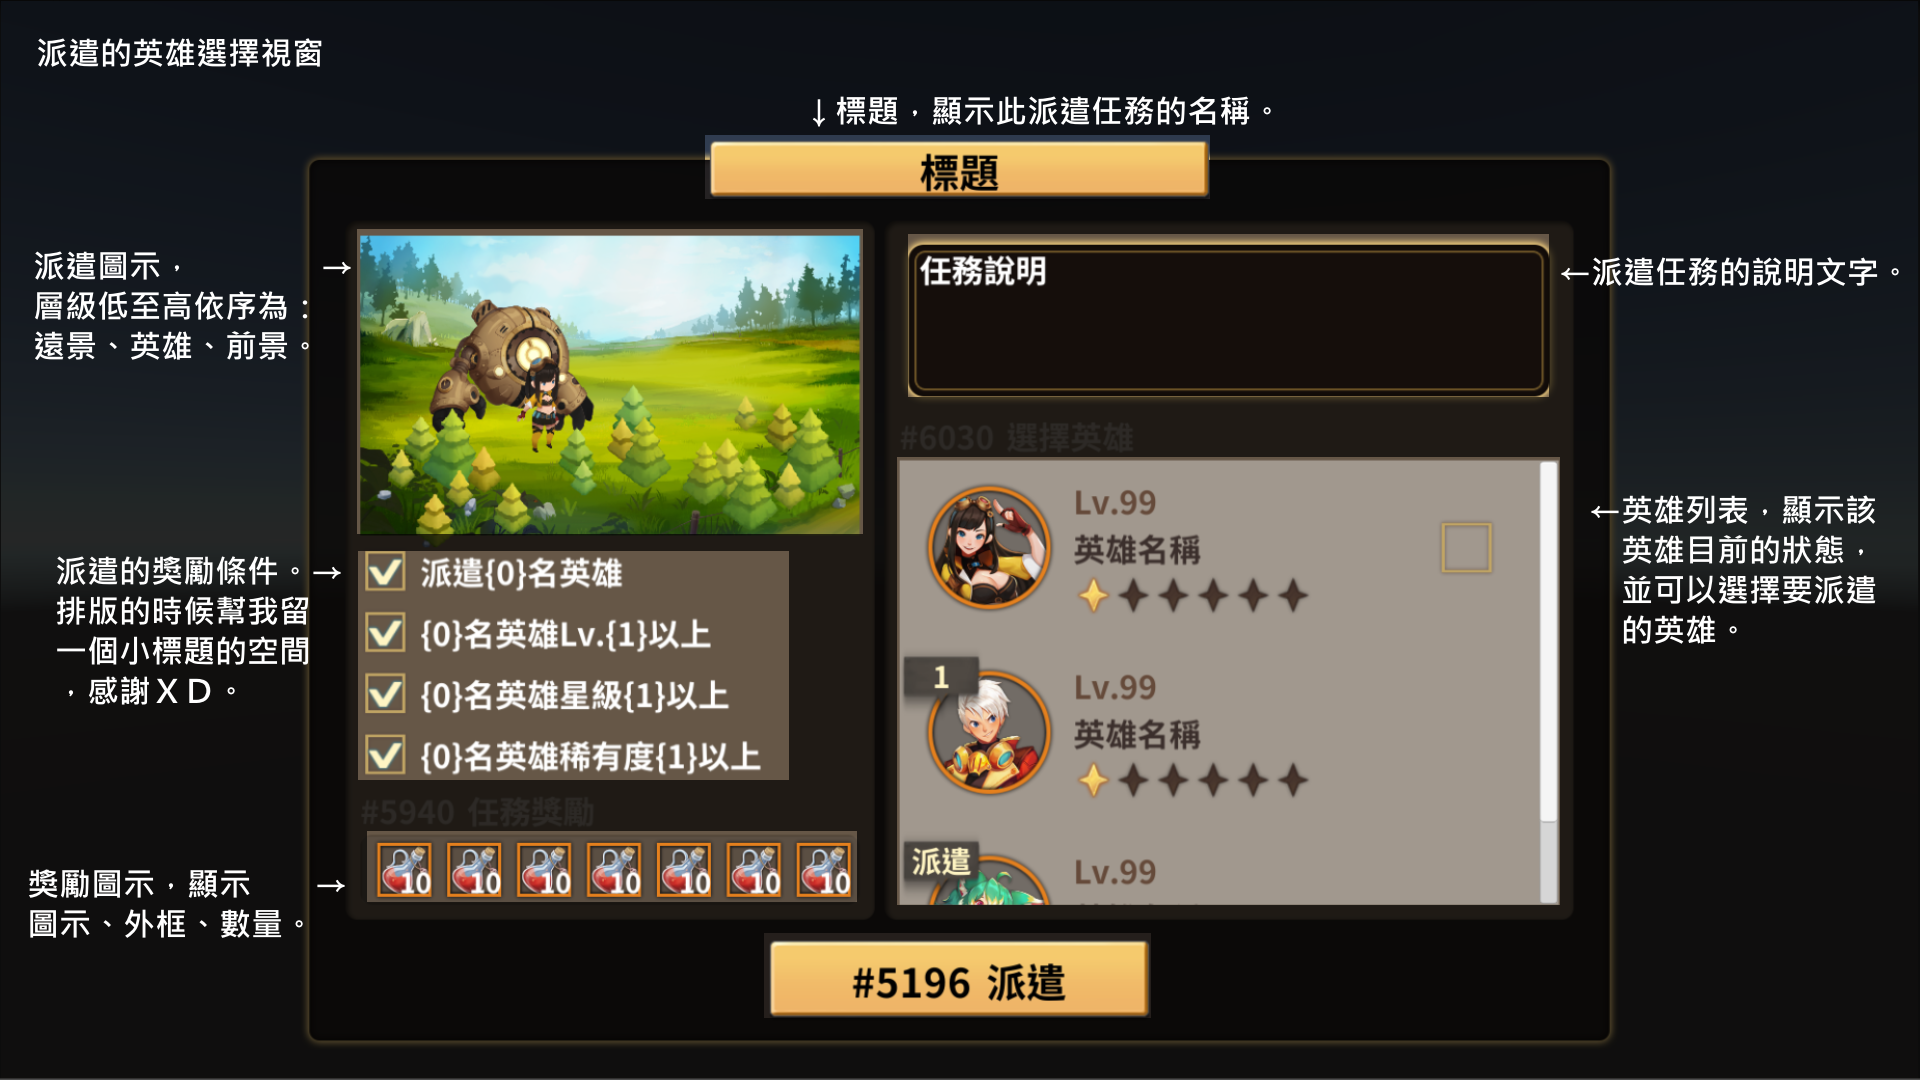 派遣的英雄選擇視窗
↓標題，顯示此派遣任務的名稱。
標題
派遣圖示，→
層級低至高依序為：
遠景、英雄、前景。
任務說明
←派遣任務的說明文字。
#6030 選擇英雄
派遣的獎勵條件。→
排版的時候幫我留
一個小標題的空間
，感謝ＸＤ。
派遣{0}名英雄
{0}名英雄Lv.{1}以上
{0}名英雄星級{1}以上
{0}名英雄稀有度{1}以上
#5940 任務獎勵
獎勵圖示，顯示→
圖示、外框、數量。
10 10 10 10 10 10 10
Lv.99
英雄名稱
1
Lv.99
英雄名稱
派遣
Lv.99
←英雄列表，顯示該
英雄目前的狀態，
並可以選擇要派遣
的英雄。
#5196 派遣